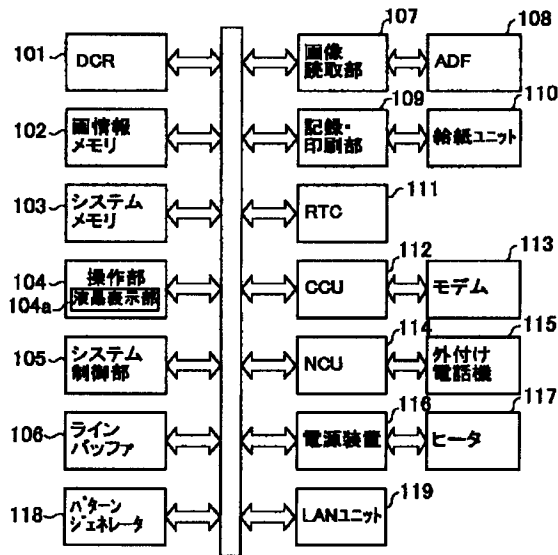 101
DCR
107
画像
読取部
108
ADF
102
画情報
メモリ
109
記録・
印刷部
110
給紙ユニット
103
システム
メモリ
111
RTC
104
操作部
104a
液晶表示部
112
CCU
113
モデム
105
システム
制御部
114
NCU
115
外付け
電話機
106
ライン
バッファ
116
電源装置
117
ヒータ
118
パターン
ジェネレータ
119
LANユニット